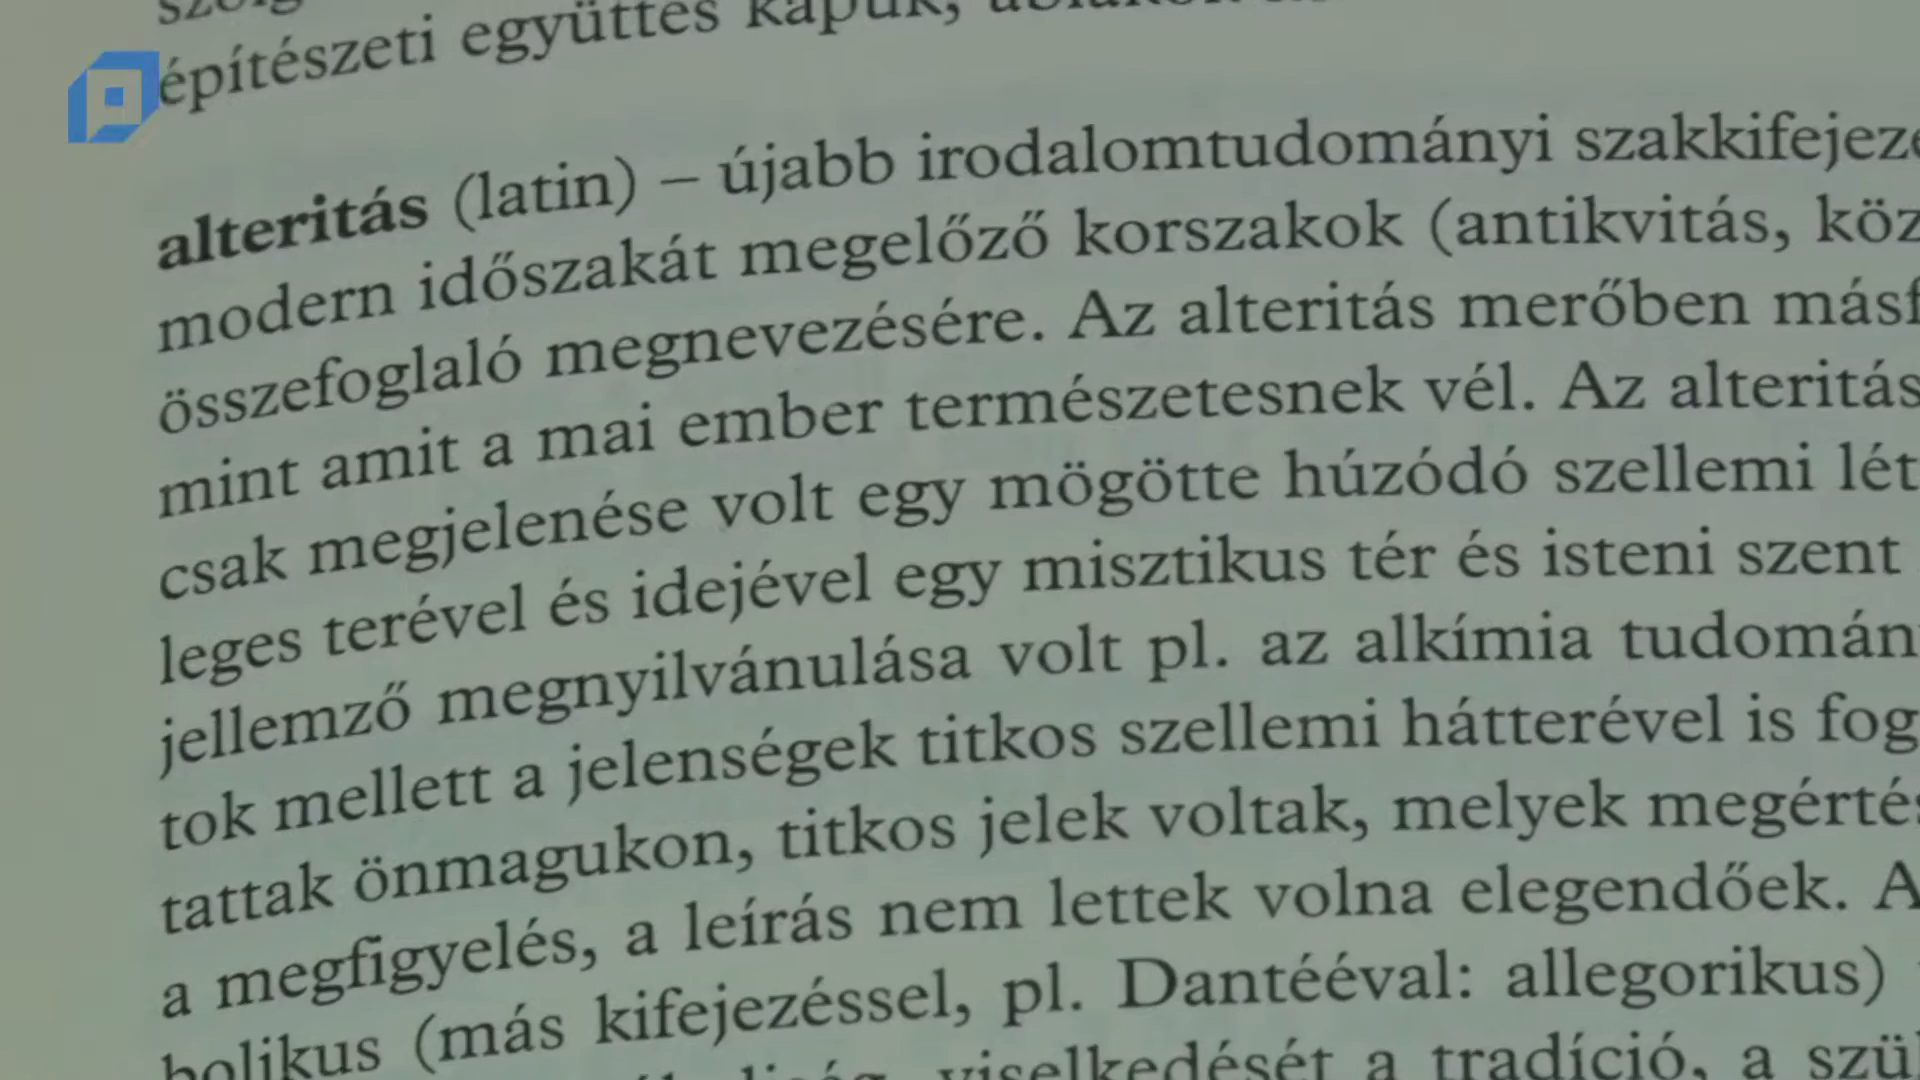 építészeti együttes kapuk,
alteritás (latin) – újabb irodalomtudományi szakkifejez
modern időszakát megelőző korszakok (antikvitás, köz
összefoglaló megnevezésére. Az alteritás merőben másf
mint amit a mai ember természetesnek vél. Az alteritás
csak megjelenése volt egy mögötte húzódó szellemi lét
leges terével és idejével egy misztikus tér és isteni szent
jellemző megnyilvánulása volt pl. az alkímia tudomán
tok mellett a jelenségek titkos szellemi hátterével is fog
tattak önmagukon, titkos jelek voltak, melyek megérté
a megfigyelés, a leírás nem lettek volna elegendőek. A
bolikus (más kifejezéssel, pl. Dantééval: allegorikus)
viselkedését a tradíció, a szül